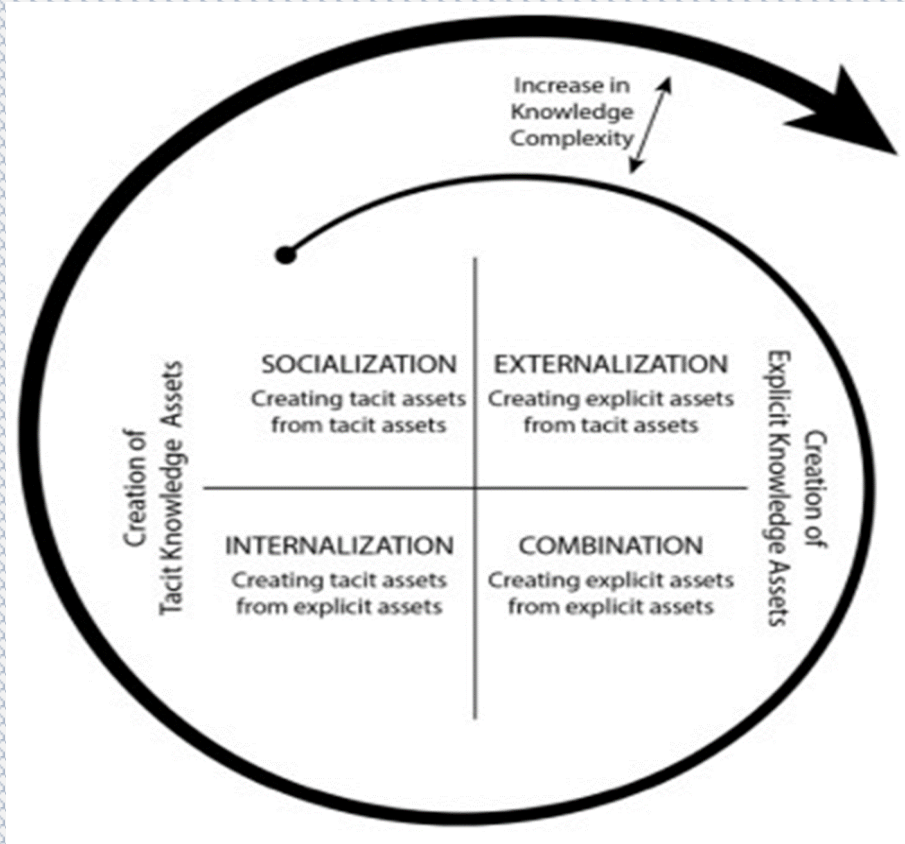 Increase in
Knowledge
Complexity
SOCIALIZATION
Creating tacit assets
from tacit assets
EXTERNALIZATION
Creating explicit assets
from tacit assets
Creation of
Tacit Knowledge Assets
Creation of
Explicit Knowledge Assets
INTERNALIZATION
Creating tacit assets
from explicit assets
COMBINATION
Creating explicit assets
from explicit assets